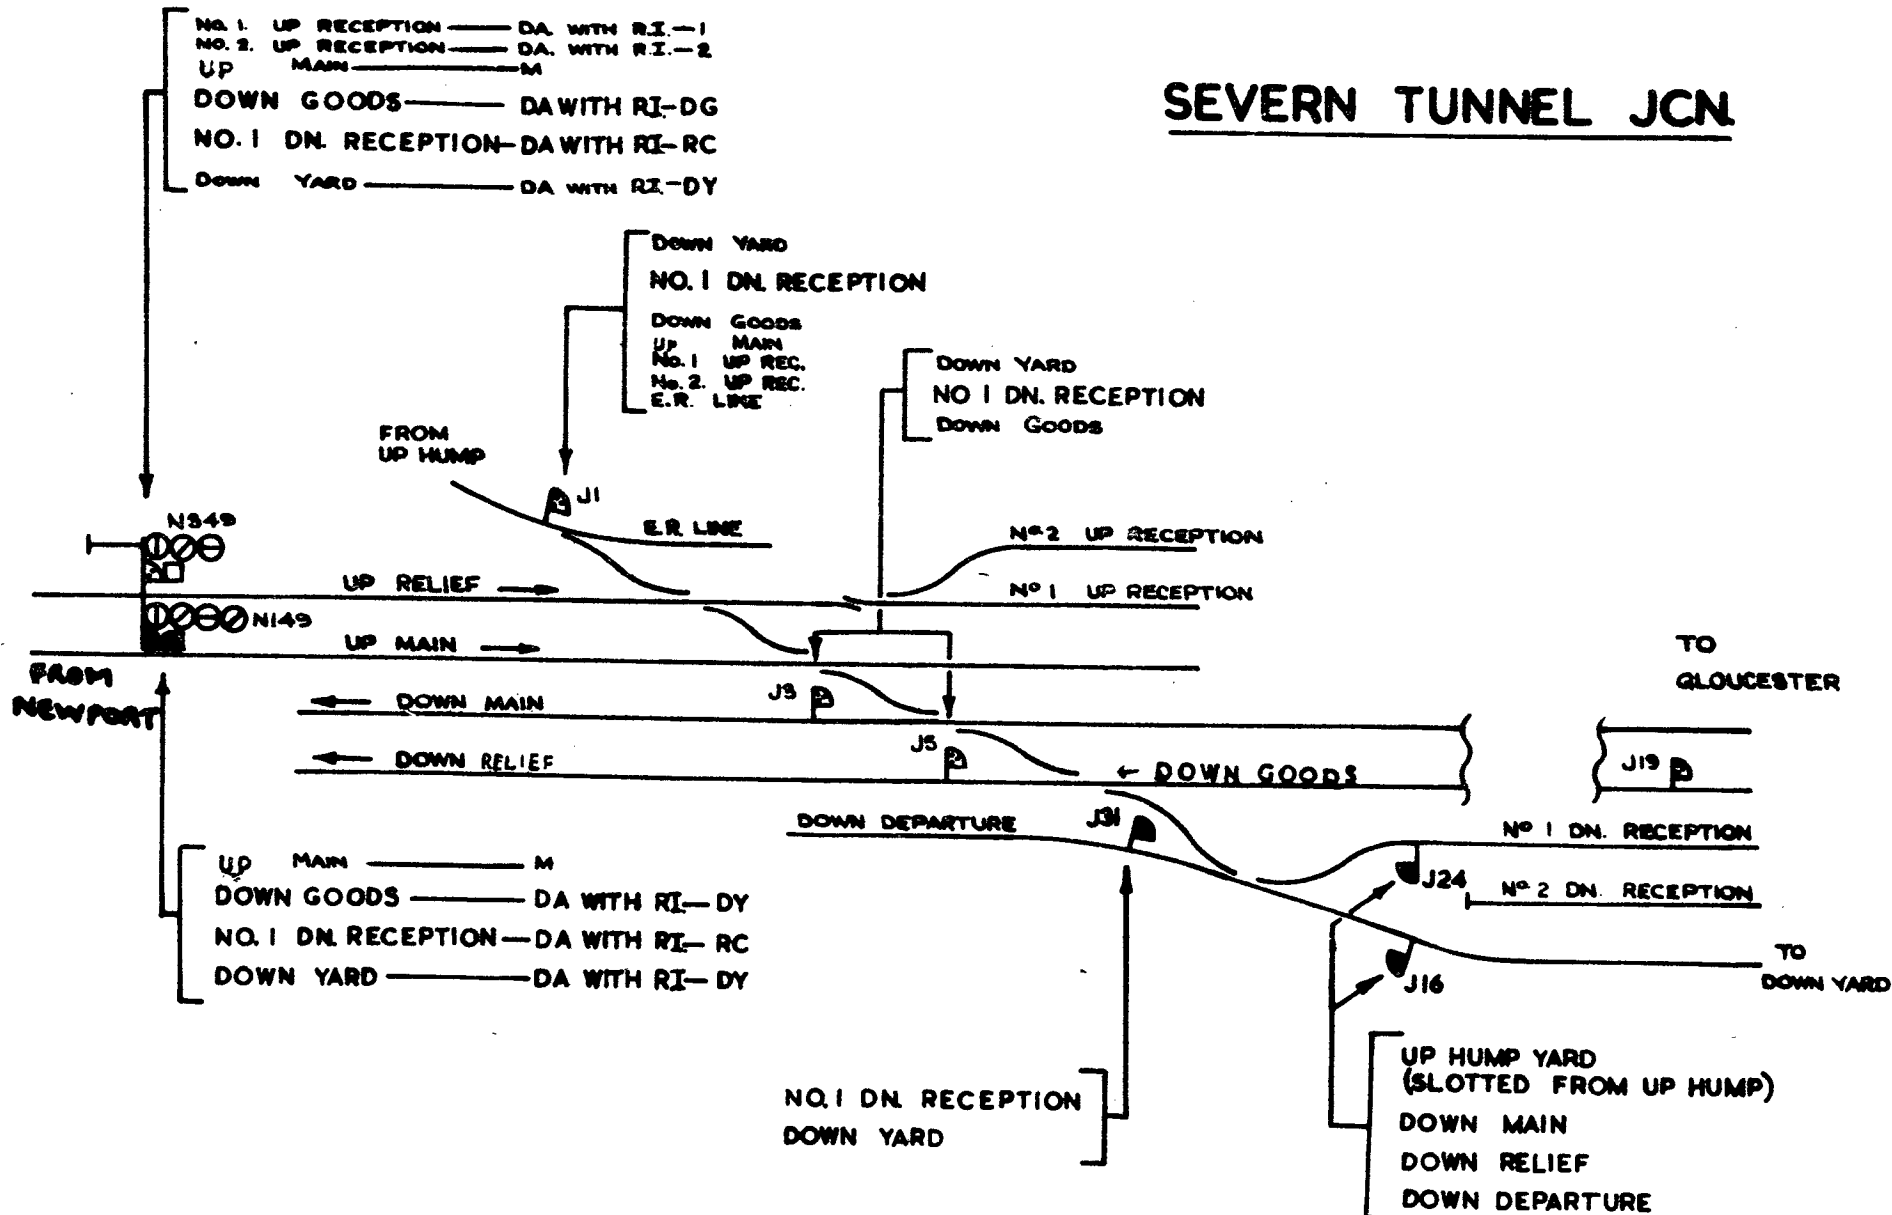 SEVERN TUNNEL JCN.
No. 1. UP RECEPTION — DA. WITH R.I.—1
No. 2. UP RECEPTION — DA. WITH R.I.—2
UP MAIN — M
DOWN GOODS — DA WITH RI-DG
NO. 1 DN. RECEPTION — DA WITH RI-RC
DOWN YARD — DA WITH RI.-DY
DOWN YARD
NO. 1 DN. RECEPTION
DOWN GOODS
UP MAIN
No. 1 UP REC.
No. 2. UP REC.
E.R. LINE
DOWN YARD
NO 1 DN. RECEPTION
DOWN GOODS
FROM
UP HUMP
J1
E.R. LINE
N349
No 2 UP RECEPTION
UP RELIEF
No 1 UP RECEPTION
N149
UP MAIN
TO
GLOUCESTER
FROM
NEWPORT
J3
DOWN MAIN
J5
DOWN RELIEF
DOWN GOODS
J19
DOWN DEPARTURE
J31
No 1 DN. RECEPTION
J24
No 2 DN. RECEPTION
TO
DOWN YARD
J16
UP MAIN — M
DOWN GOODS — DA WITH RI.— DY
NO. 1 DN. RECEPTION — DA WITH RI.— RC
DOWN YARD — DA WITH RI— DY
NO. 1 DN. RECEPTION
DOWN YARD
UP HUMP YARD
(SLOTTED FROM UP HUMP)
DOWN MAIN
DOWN RELIEF
DOWN DEPARTURE